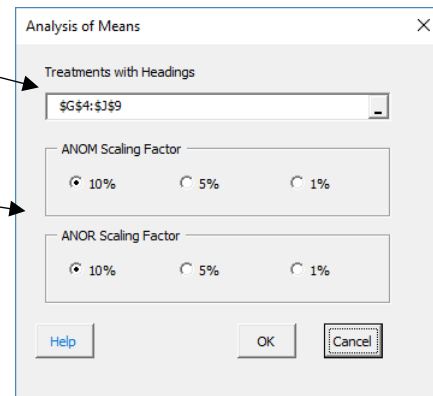 Analysis of Means
Treatments with Headings
$G$4:$J$9
ANOM Scaling Factor
10% 5% 1%
ANOR Scaling Factor
10% 5% 1%
Help OK Cancel